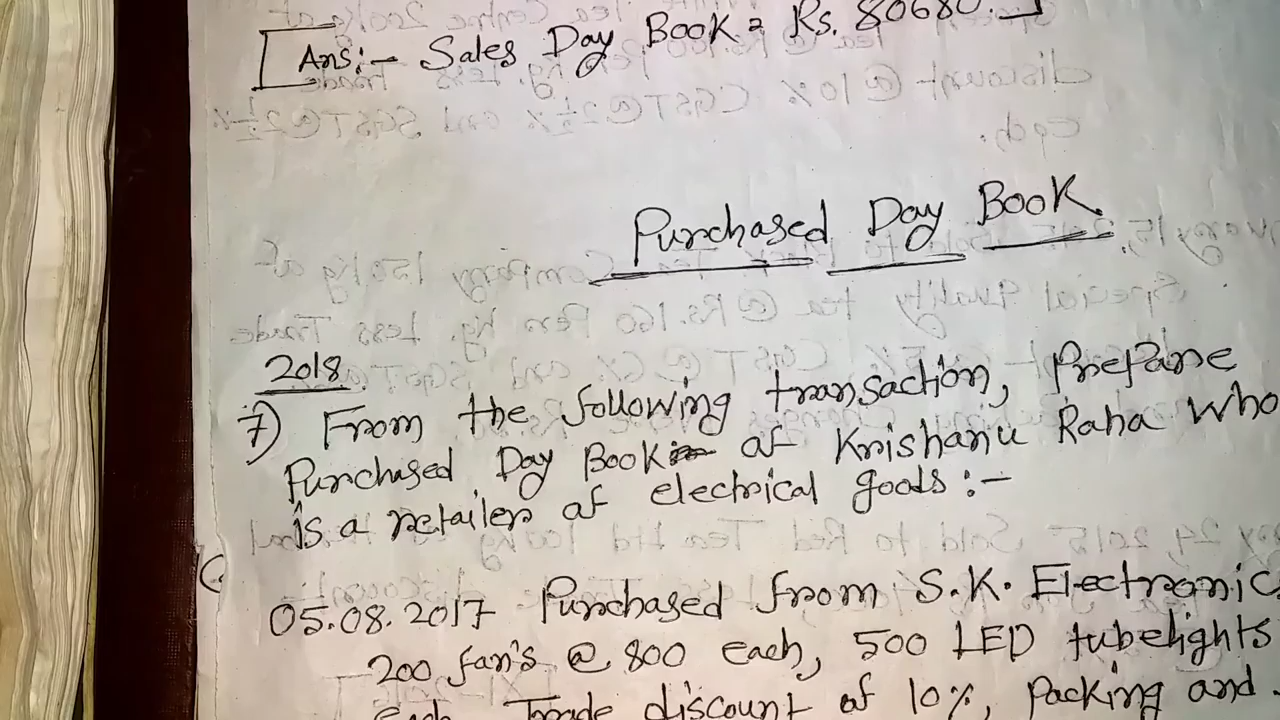 Ans:- Sales Day Book = Rs. 80680.
Purchased Day Book
2018
7) From the following transaction, Prepare
Purchased Day Book of Krishanu Raha who
is a retailer of electrical goods:-
05.08.2017 Purchased from S.K. Electronic
200 fan's @ 800 each, 500 LED tubelights
each Trade discount of 10%, Packing and